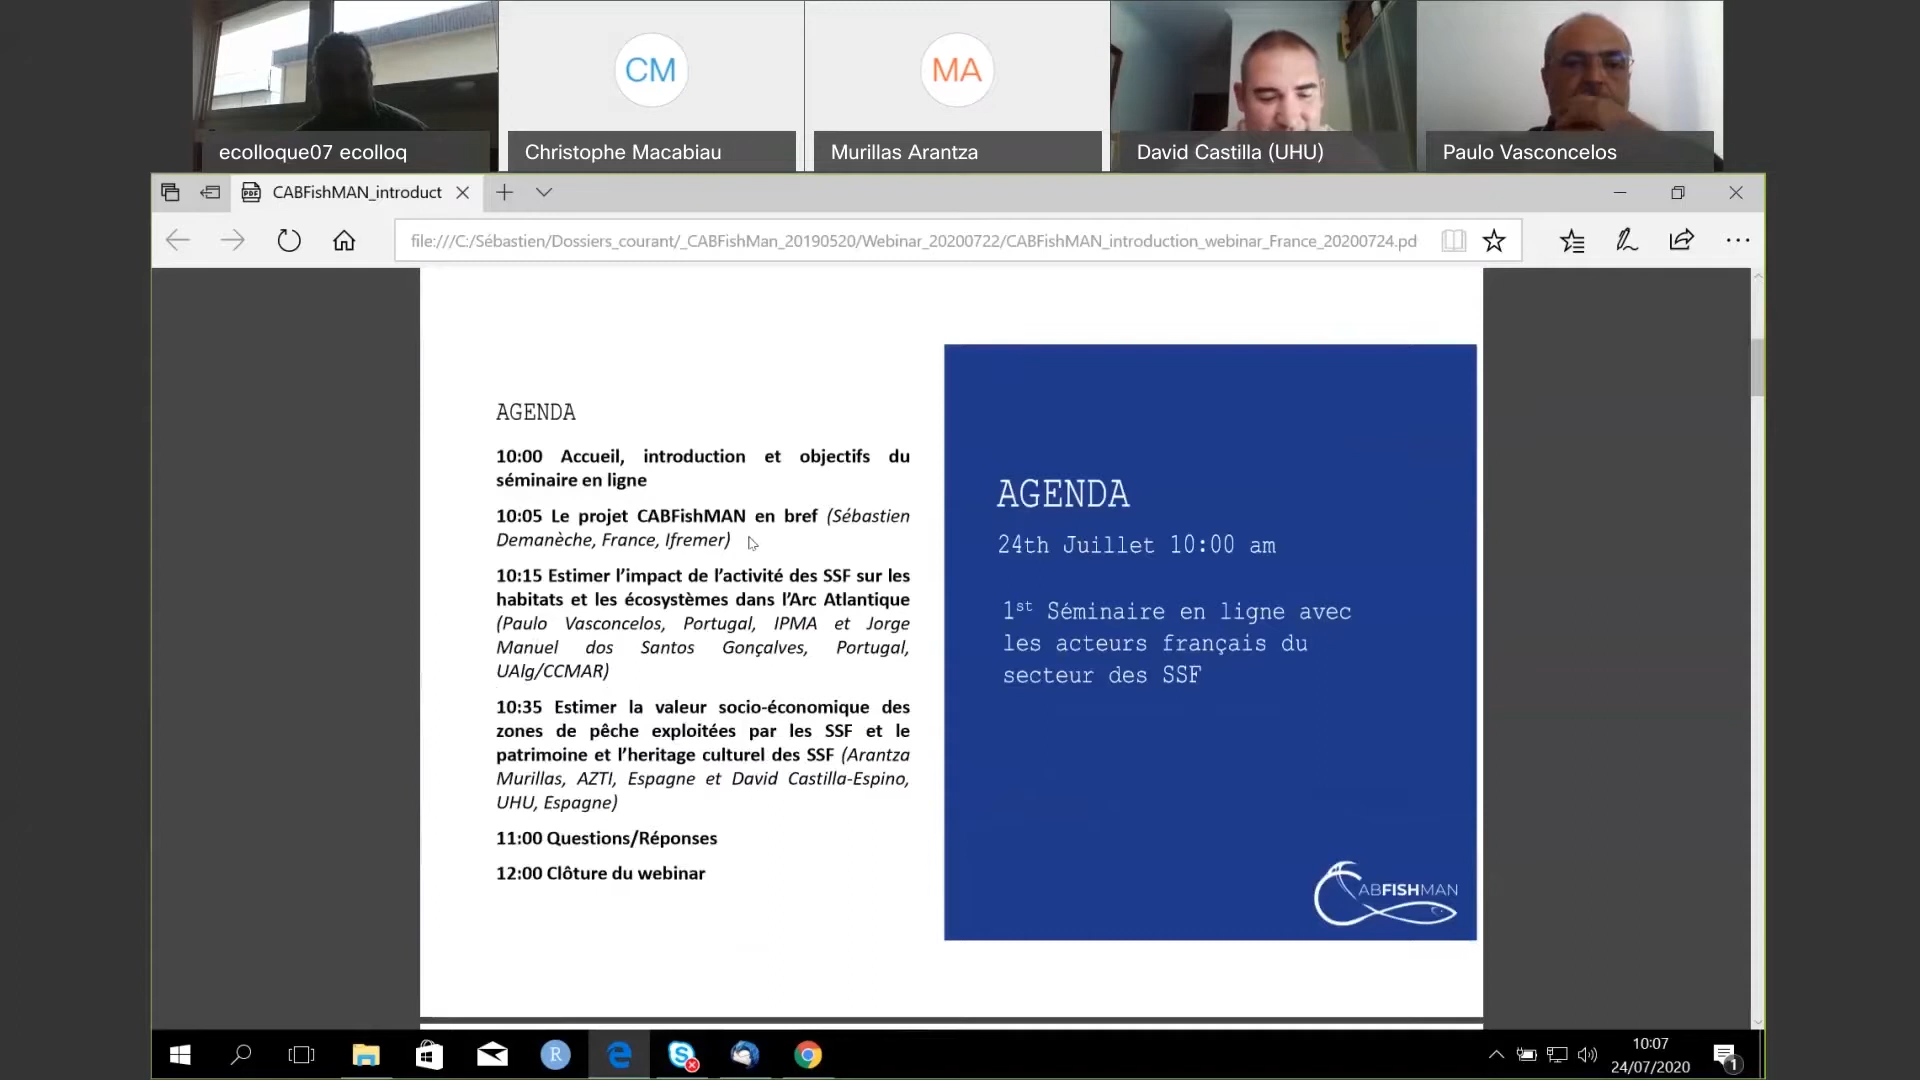 CM
MA
ecolloque07 ecolloq
Christophe Macabiau
Murillas Arantza
David Castilla (UHU)
Paulo Vasconcelos
PDF
CABFishMAN_introduct
file:///C:/Sébastien/Dossiers_courant/_CABFishMan_20190520/Webinar_20200722/CABFishMAN_introduction_webinar_France_20200724.pd
AGENDA
10:00 Accueil, introduction et objectifs du
séminaire en ligne
10:05 Le projet CABFishMAN en bref (Sébastien
Demanèche, France, Ifremer)
10:15 Estimer l’impact de l’activité des SSF sur les
habitats et les écosystèmes dans l’Arc Atlantique
(Paulo Vasconcelos, Portugal, IPMA et Jorge
Manuel dos Santos Gonçalves, Portugal,
UAlg/CCMAR)
10:35 Estimer la valeur socio-économique des
zones de pêche exploitées par les SSF et le
patrimoine et l’heritage culturel des SSF (Arantza
Murillas, AZTI, Espagne et David Castilla-Espino,
UHU, Espagne)
11:00 Questions/Réponses
12:00 Clôture du webinar
AGENDA
24th Juillet 10:00 am
1st Séminaire en ligne avec
les acteurs français du
secteur des SSF
CABFISHMAN
R
10:07
24/07/2020
1